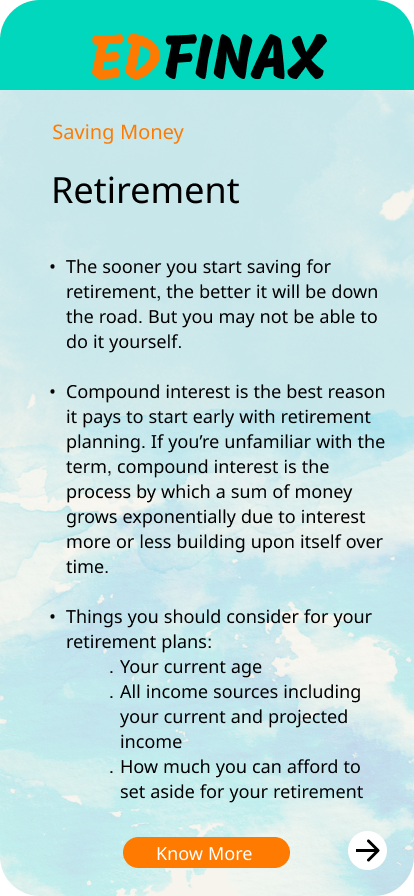 EDFINAX
Saving Money
Retirement
• The sooner you start saving for
retirement, the better it will be down
the road. But you may not be able to
do it yourself.
• Compound interest is the best reason
it pays to start early with retirement
planning. If you’re unfamiliar with the
term, compound interest is the
process by which a sum of money
grows exponentially due to interest
more or less building upon itself over
time.
• Things you should consider for your
retirement plans:
. Your current age
. All income sources including
your current and projected
income
. How much you can afford to
set aside for your retirement
Know More